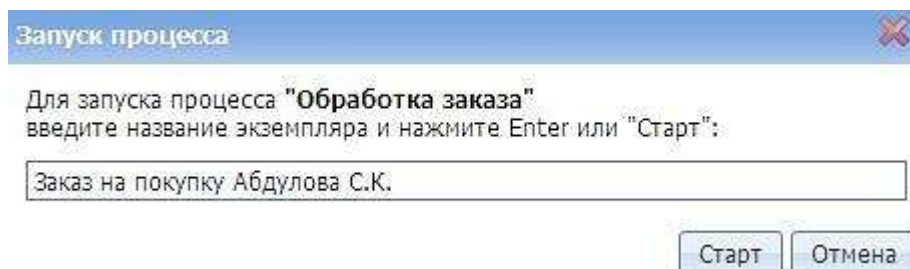 Запуск процесса
Для запуска процесса "Обработка заказа"
введите название экземпляра и нажмите Enter или "Старт":
Заказ на покупку Абдулова С.К.
Старт Отмена